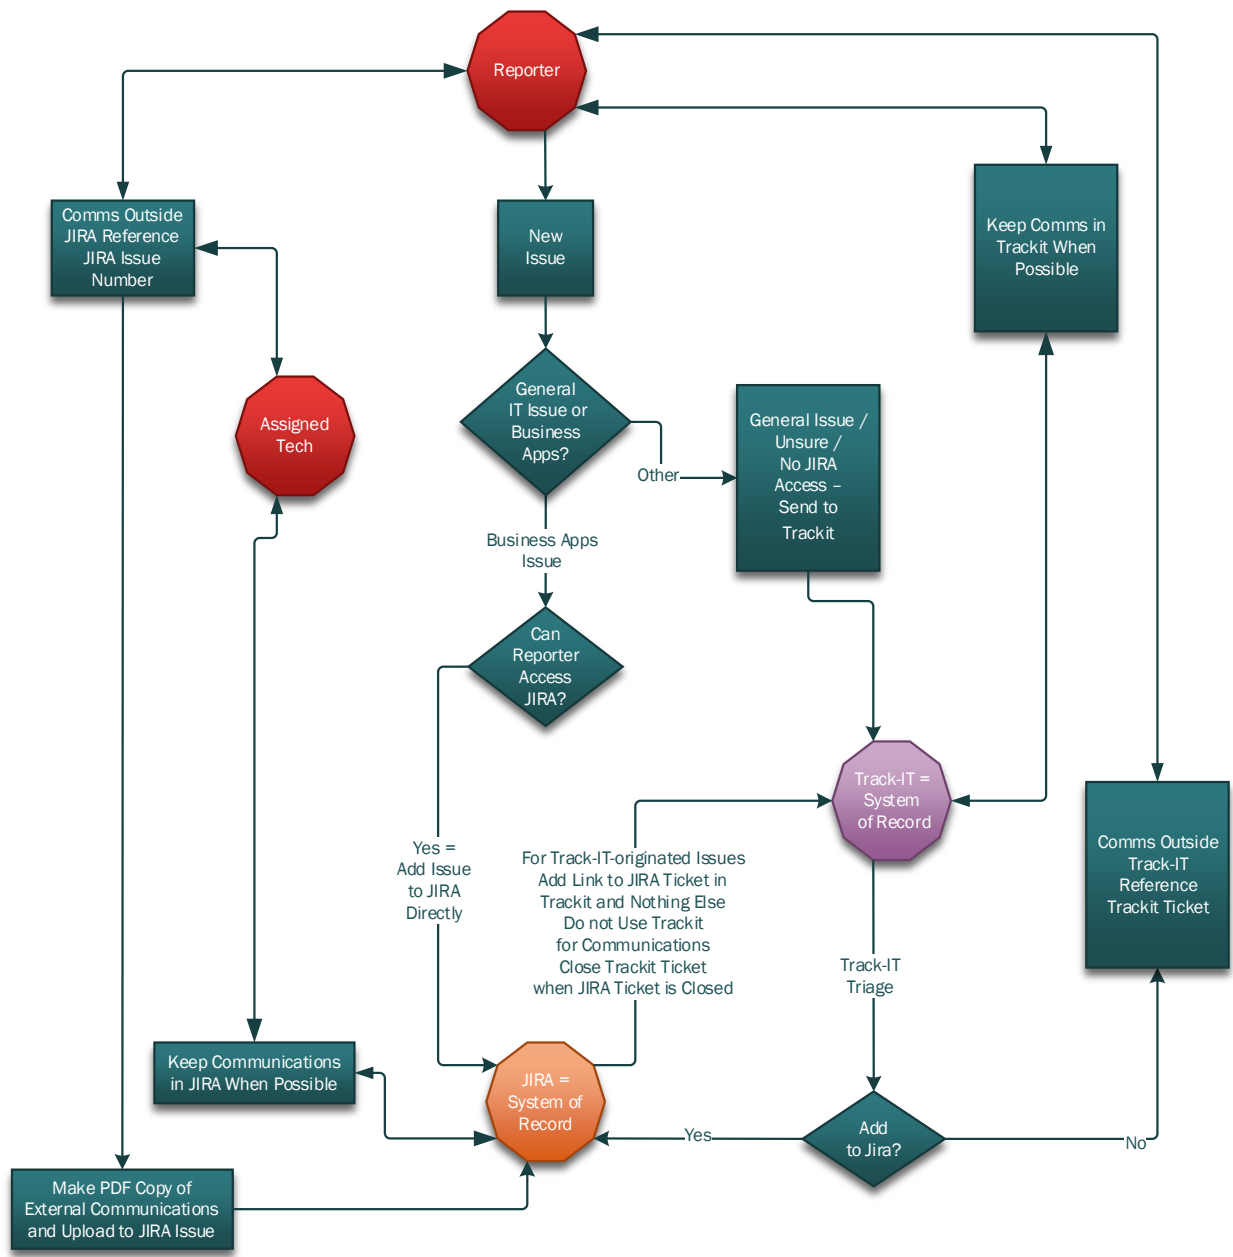 Reporter
Comms Outside
JIRA Reference
JIRA Issue
Number
New
Issue
Keep Comms in
Trackit When
Possible
General
IT Issue or
Business
Apps?
Assigned
Tech
Other
General Issue /
Unsure /
No JIRA
Access –
Send to
Trackit
Business Apps
Issue
Can
Reporter
Access
JIRA?
Track-IT =
System
of Record
Yes =
Add Issue
to JIRA
Directly
For Track-IT-originated Issues
Add Link to JIRA Ticket in
Trackit and Nothing Else
Do not Use Trackit
for Communications
Close Trackit Ticket
when JIRA Ticket is Closed
Comms Outside
Track-IT
Reference
Trackit Ticket
Track-IT
Triage
Keep Communications
in JIRA When Possible
JIRA =
System of
Record
Yes
Add
to Jira?
No
Make PDF Copy of
External Communications
and Upload to JIRA Issue